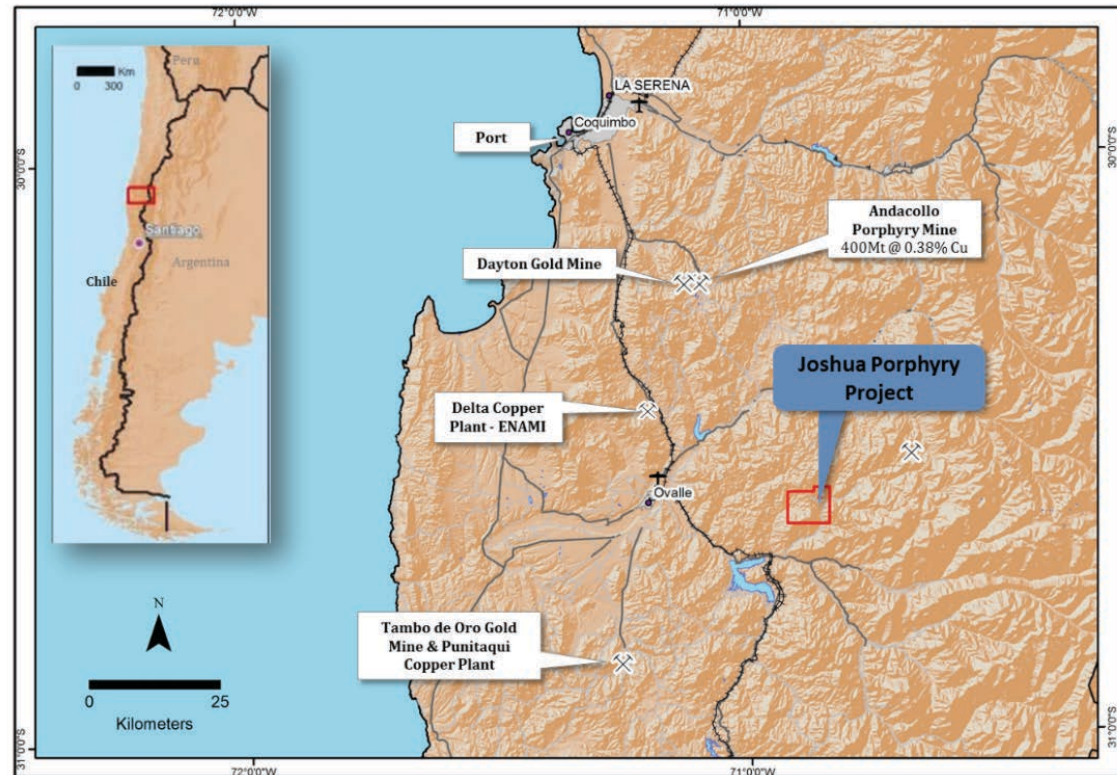 72°0'0"W
71°0'0"W
Km
0 300
Peru
Santiago
Argentina
Chile
30°0'0"S
30°0'0"S
LA SERENA
Coquimbo
Port
Andacollo
Porphyry Mine
400Mt @ 0.38% Cu
Dayton Gold Mine
Joshua Porphyry
Project
Delta Copper
Plant - ENAMI
Ovalle
N
Tambo de Oro Gold
Mine & Punitaqui
Copper Plant
0 25
Kilometers
31°0'0"S
31°0'0"S
72°0'0"W
71°0'0"W